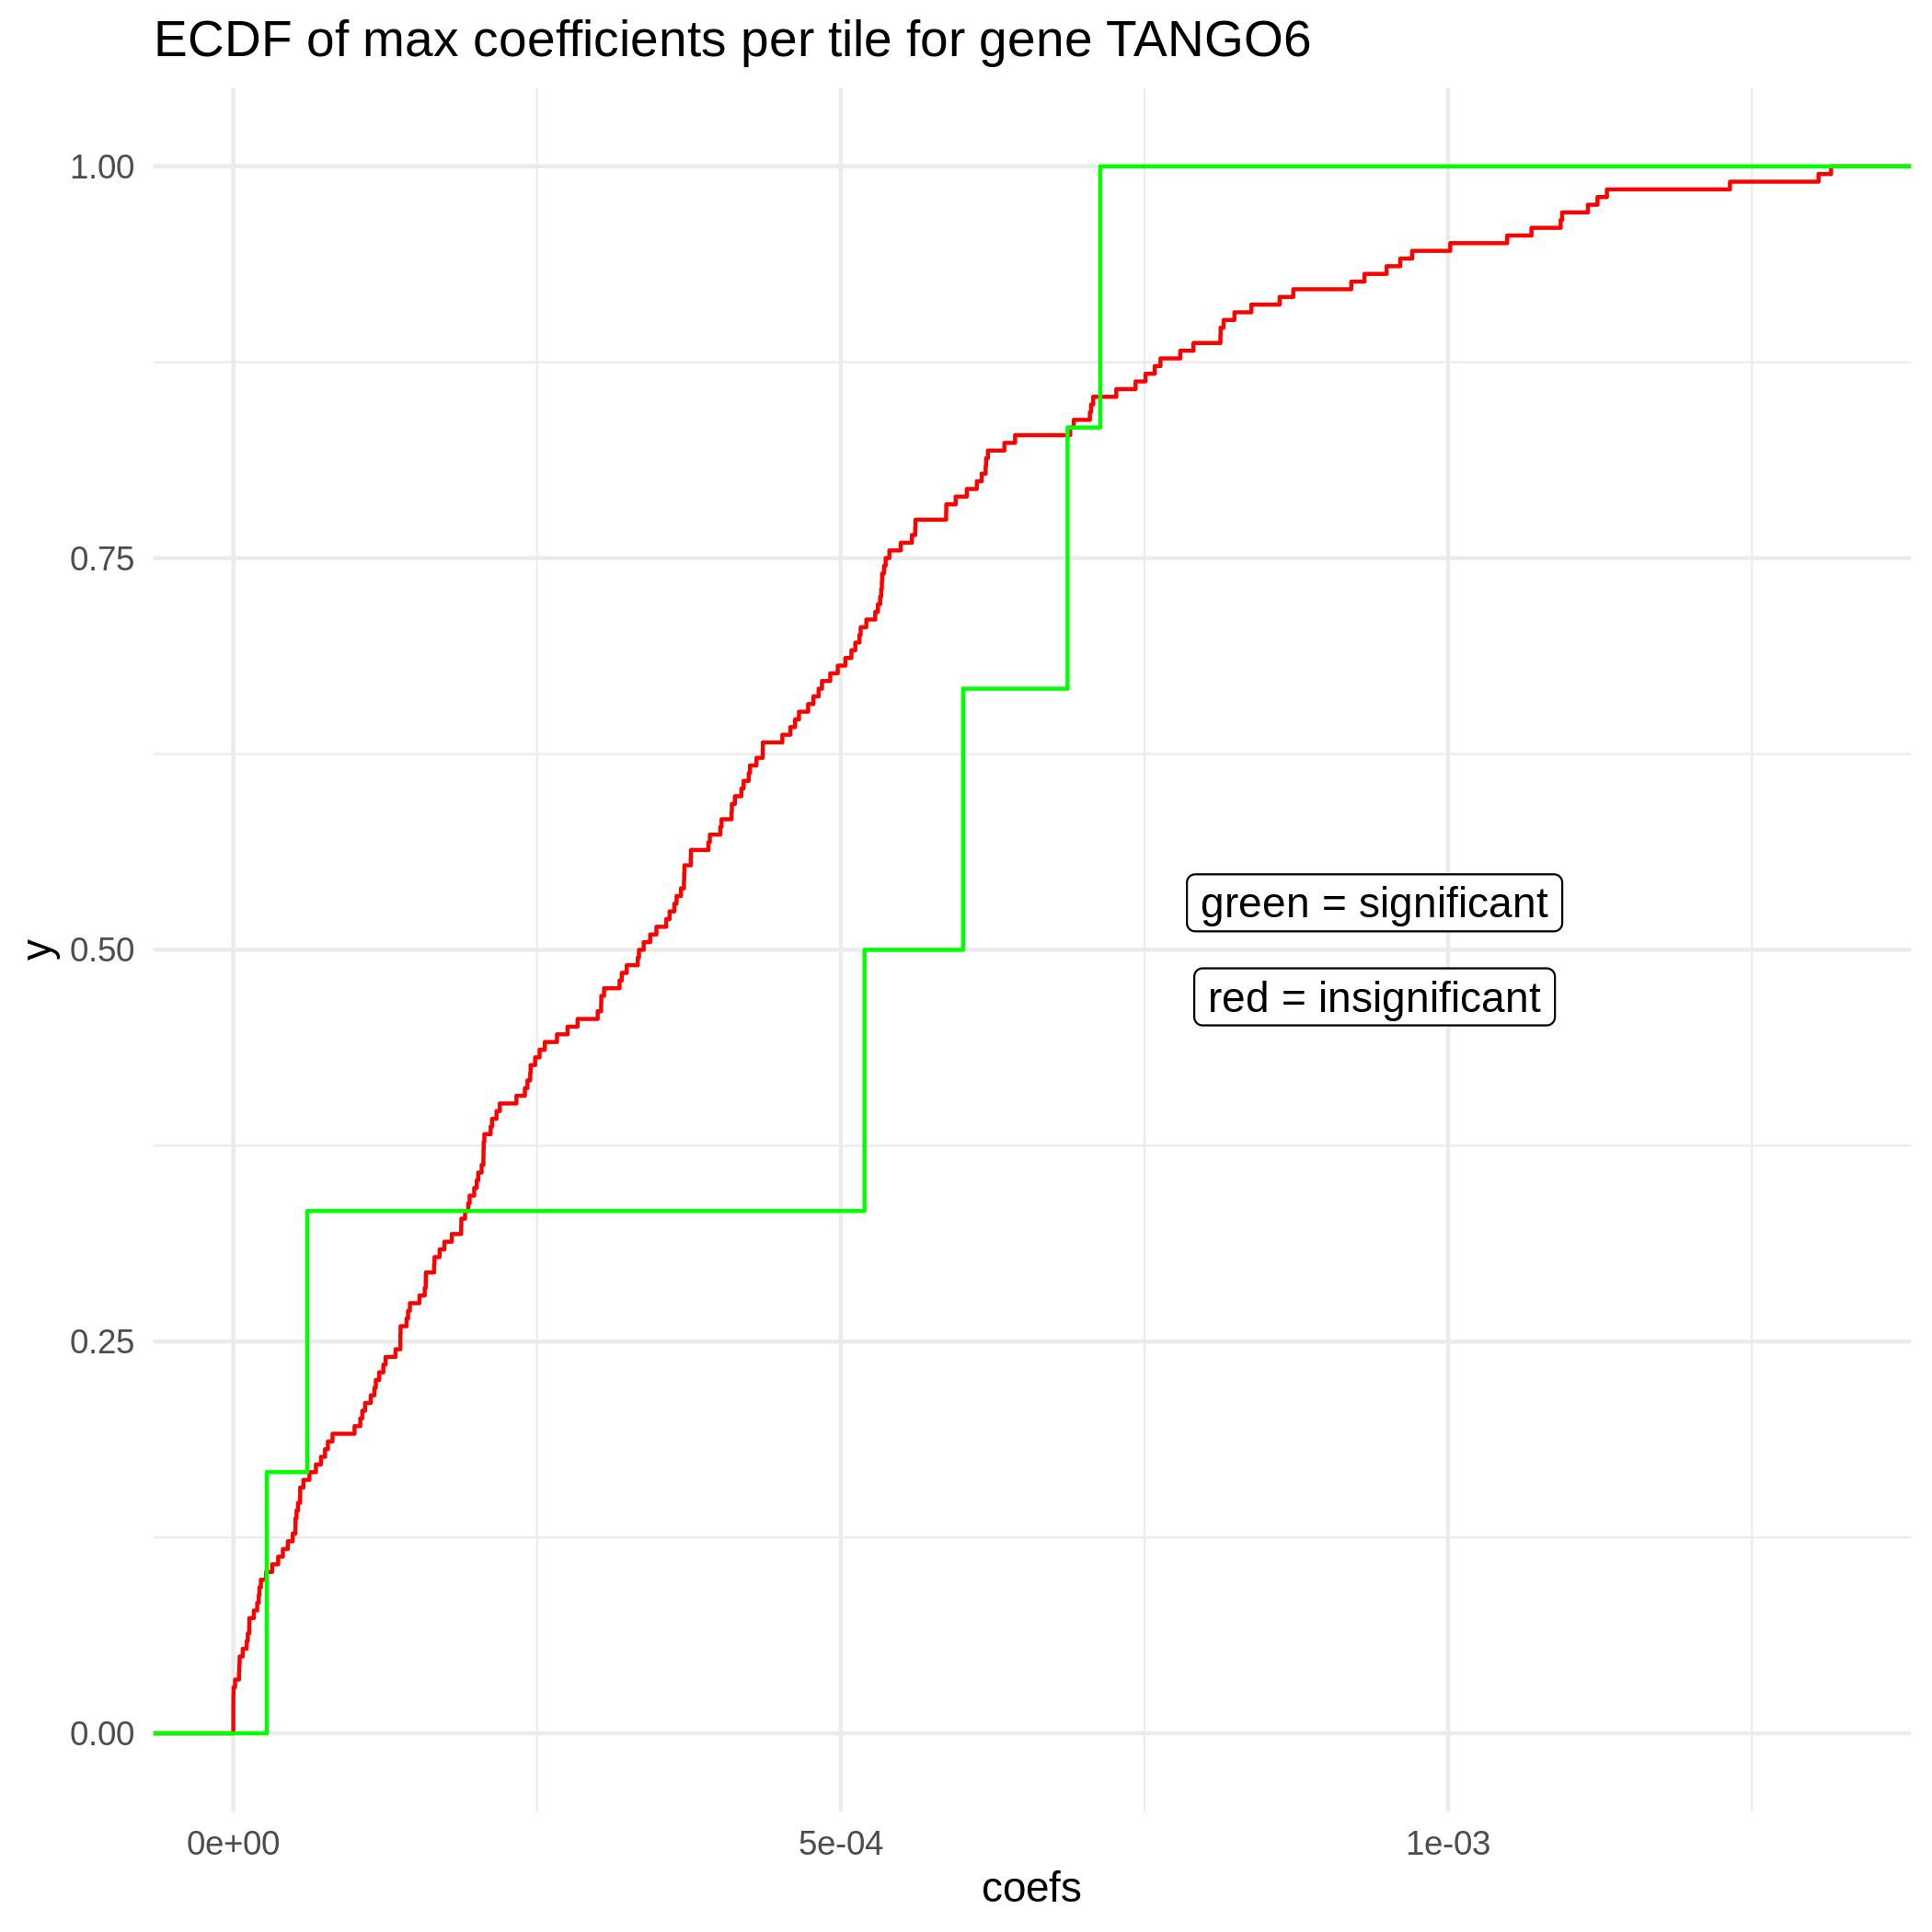 ECDF of max coefficients per tile for gene TANGO6
1.00
0.75
0.50
0.25
0.00
y
green = significant
red = insignificant
0e+00 5e-04 1e-03
coefs